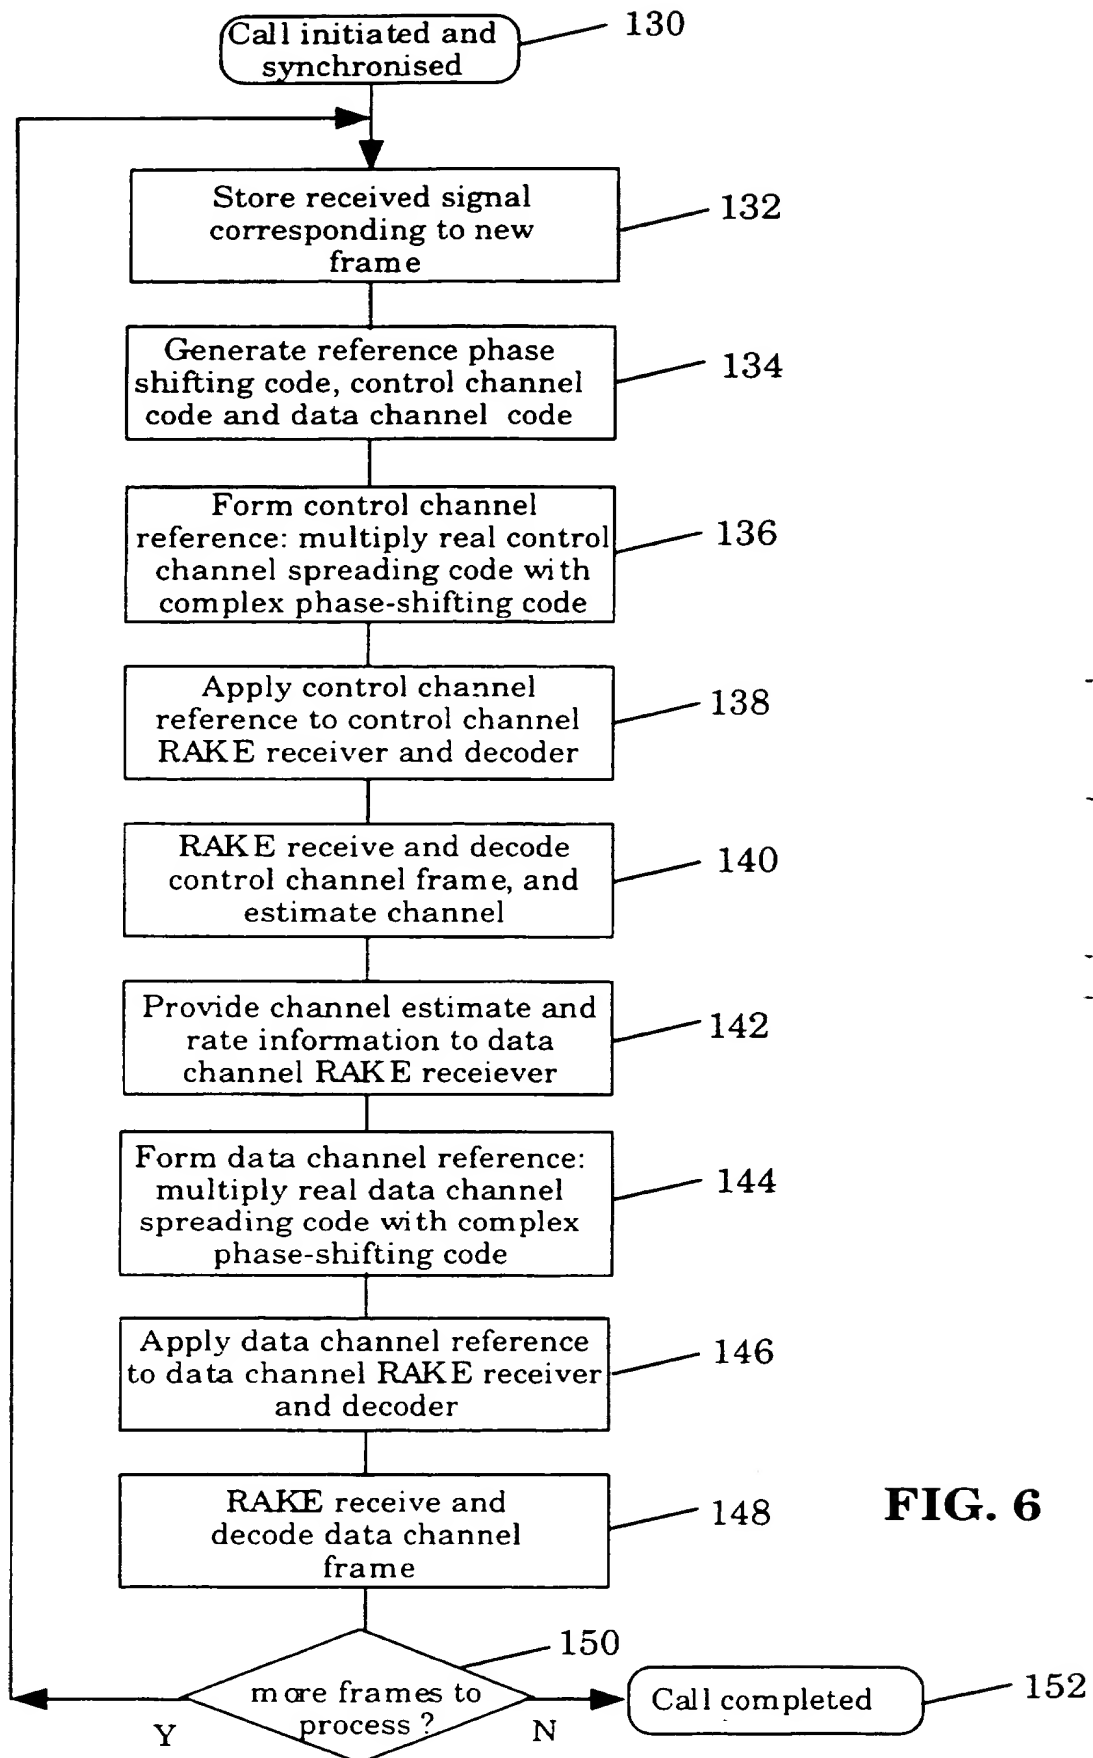 Call initiated and
synchronised
130
Store received signal
corresponding to new
frame
132
Generate reference phase
shifting code, control channel
code and data channel code
134
Form control channel
reference: multiply real control
channel spreading code with
complex phase-shifting code
136
Apply control channel
reference to control channel
RAKE receiver and decoder
138
RAKE receive and decode
control channel frame, and
estimate channel
140
Provide channel estimate and
rate information to data
channel RAKE receiever
142
Form data channel reference:
multiply real data channel
spreading code with complex
phase-shifting code
144
Apply data channel reference
to data channel RAKE receiver
and decoder
146
RAKE receive and
decode data channel
frame
148
FIG. 6
150
more frames to
process ?
Y
N
Call completed
152